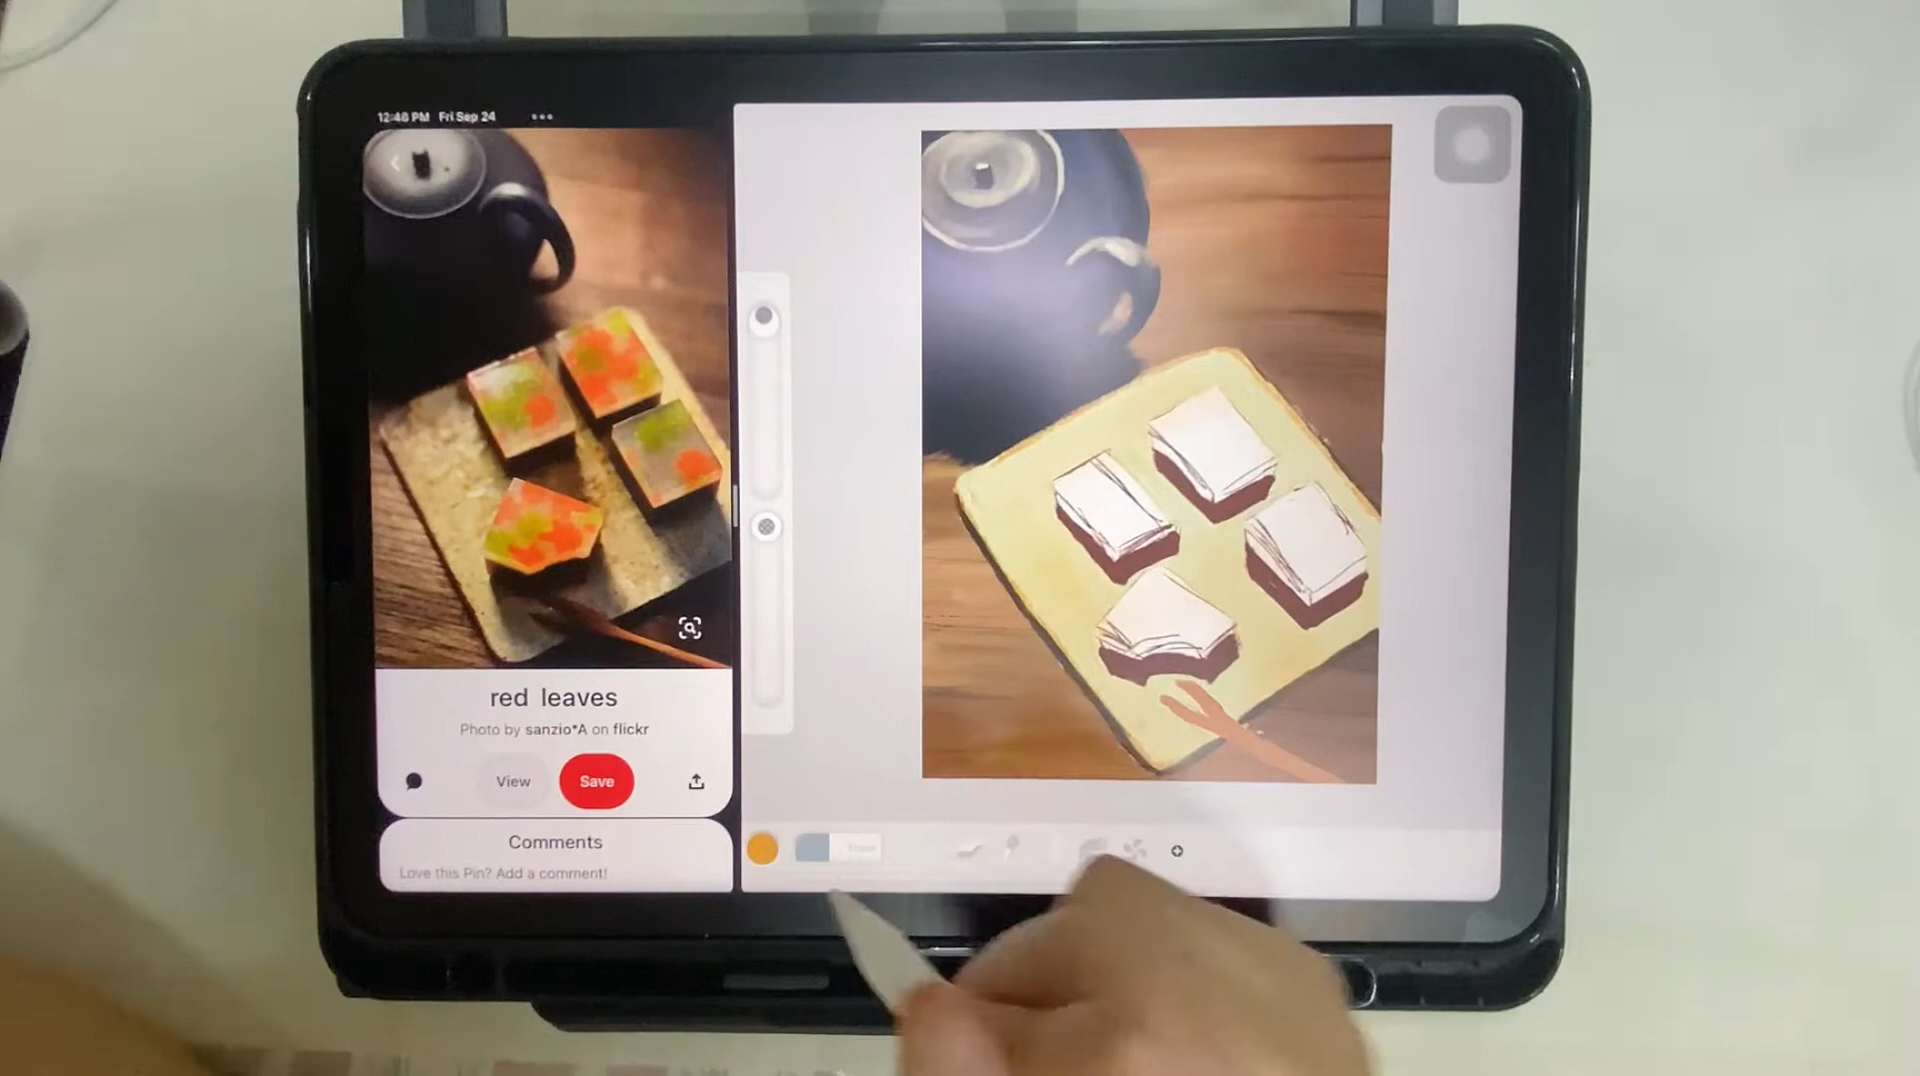 12:46 PM Fri Sep 24
red leaves
Photo by sanzio*A on flickr
View
Save
Comments
Love this Pin? Add a comment!